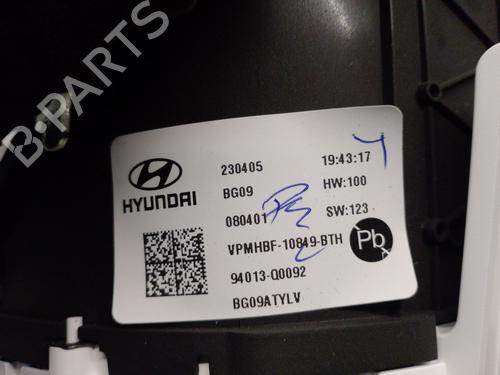 B-PARTS
HYUNDAI
230405 19:43:17
BG09 HW:100
080401 SW:123
VPMHBF-10849-BTH
Pb
94013-Q0092
BG09ATYLV